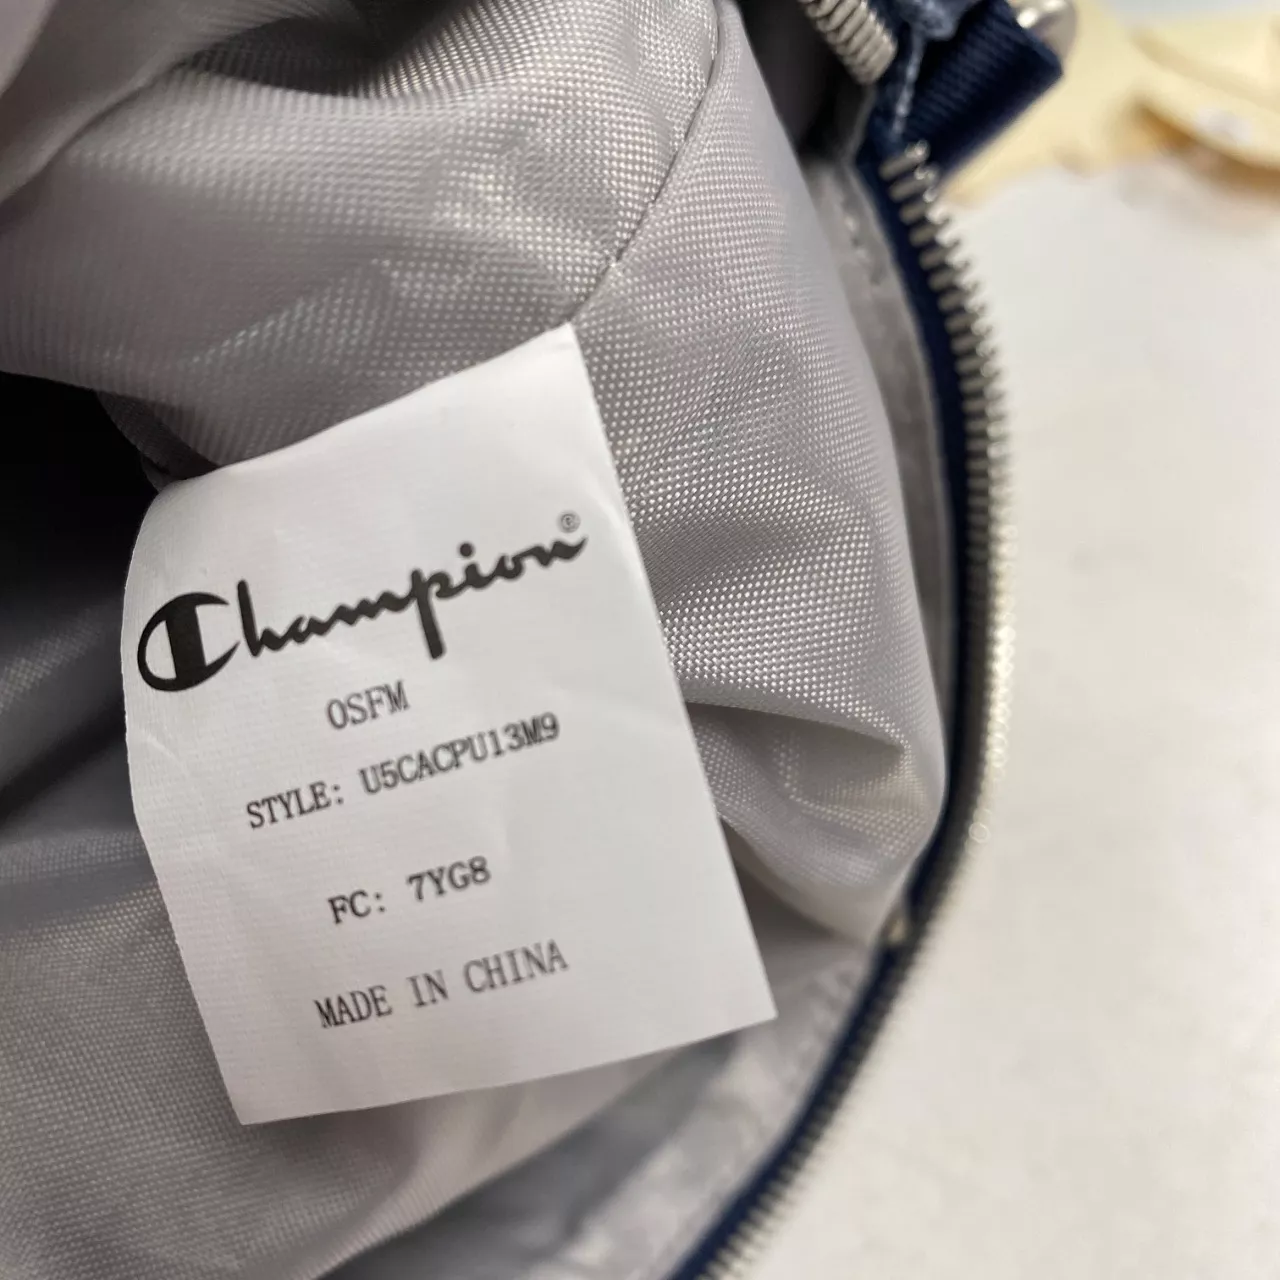 Champion®
OSFM
STYLE: U5CACPU13M9
FC: 7YG8
MADE IN CHINA